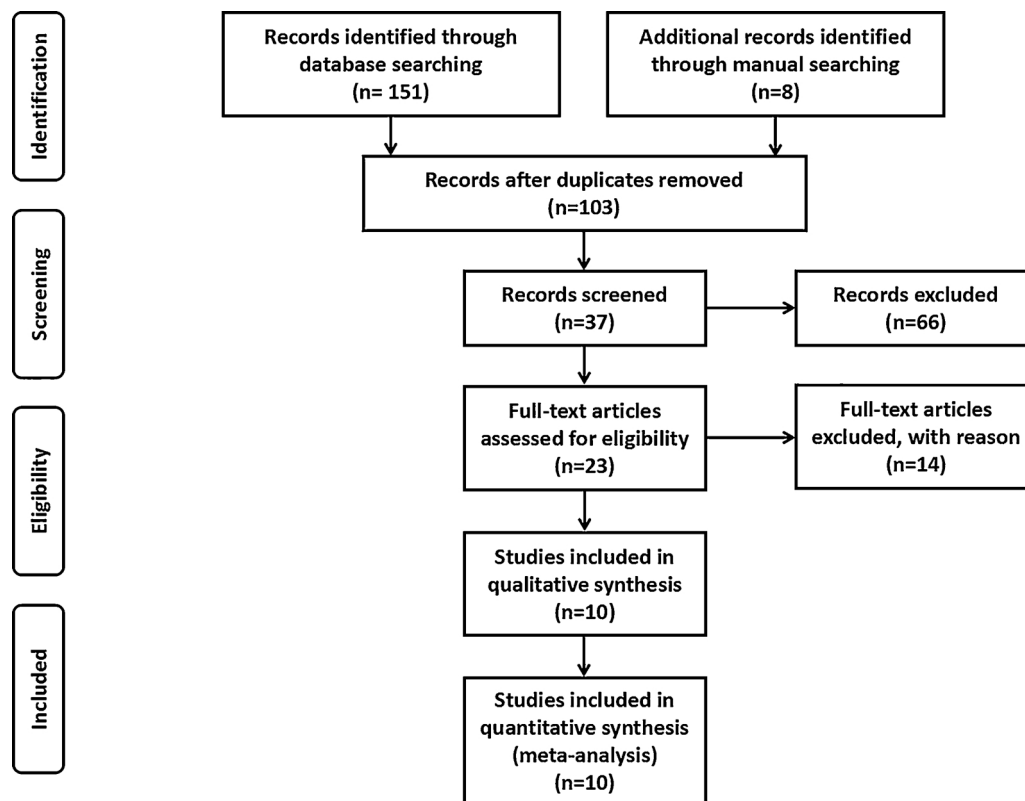 Identification
Records identified through
database searching
(n= 151)
Additional records identified
through manual searching
(n=8)
Records after duplicates removed
(n=103)
Screening
Records screened
(n=37)
Records excluded
(n=66)
Eligibility
Full-text articles
assessed for eligibility
(n=23)
Full-text articles
excluded, with reason
(n=14)
Studies included in
qualitative synthesis
(n=10)
Included
Studies included in
quantitative synthesis
(meta-analysis)
(n=10)